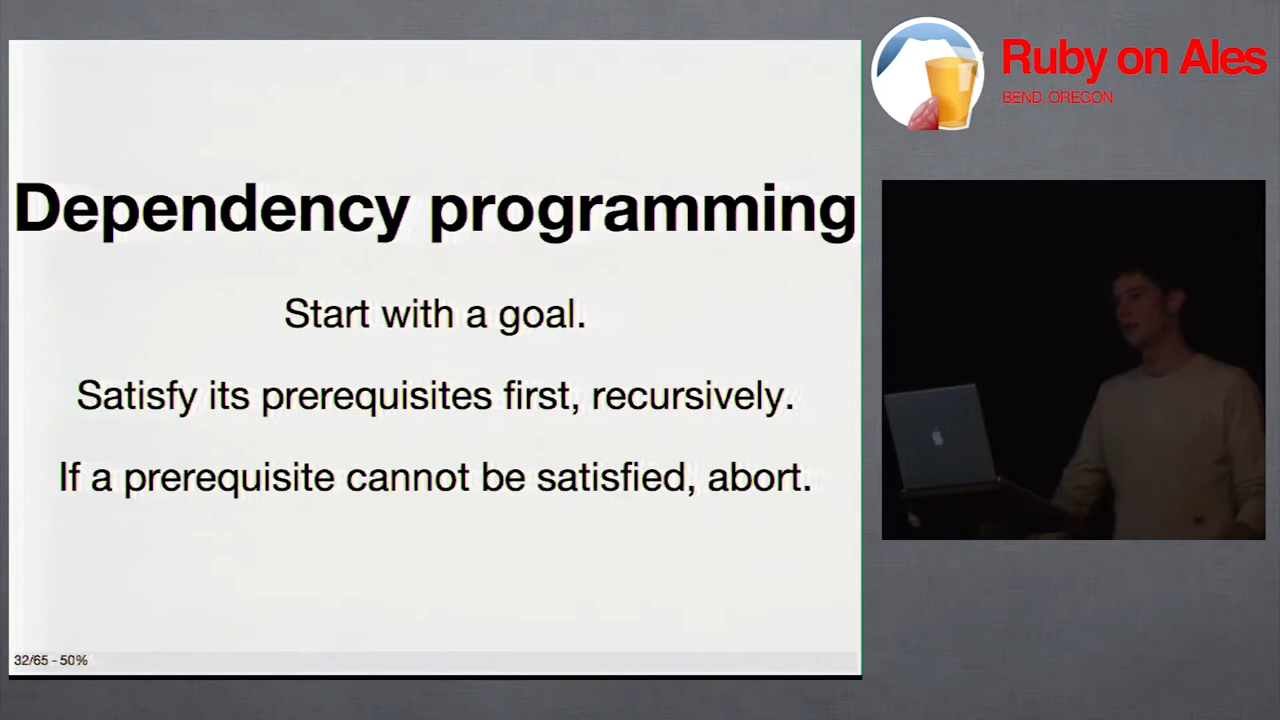 Dependency programming
Start with a goal.
Satisfy its prerequisites first, recursively.
If a prerequisite cannot be satisfied, abort.
32/65 - 50%
Ruby on Ales
BEND OREGON